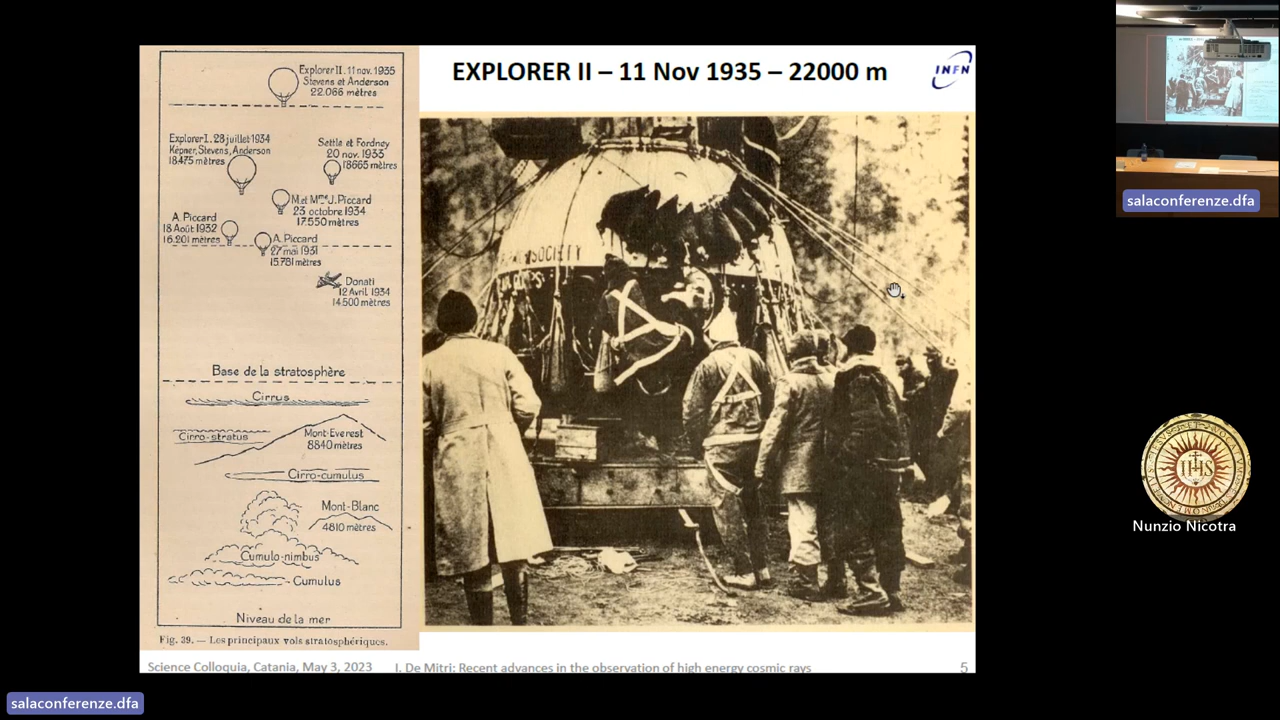 EXPLORER II – 11 Nov 1935 – 22000 m
INFN
Explorer II. 11 nov. 1935
Stevens et Anderson
22.066 mètres
Explorer I. 28 juillet 1934
Kepner, Stevens, Anderson
18.475 mètres
Settle et Fordney
20 nov. 1933
18665 mètres
M. et Mme J. Piccard
23 octobre 1934
17.550 mètres
A. Piccard
18 Août 1932
16.201 mètres
A. Piccard
27 mai 1931
15.781 mètres
Donati
12 Avril 1934
14.500 mètres
Base de la stratosphère
Cirrus
Cirro-stratus
Mont-Everest
8840 mètres
Cirro-cumulus
Mont-Blanc
4810 mètres
Cumulo-nimbus
Cumulus
Niveau de la mer
Fig. 39. — Les principaux vols stratosphériques.
SOCIETY
Science Colloquia, Catania, May 3, 2023
I. De Mitri: Recent advances in the observation of high energy cosmic rays
5
salaconferenze.dfa
IHS
Nunzio Nicotra
salaconferenze.dfa